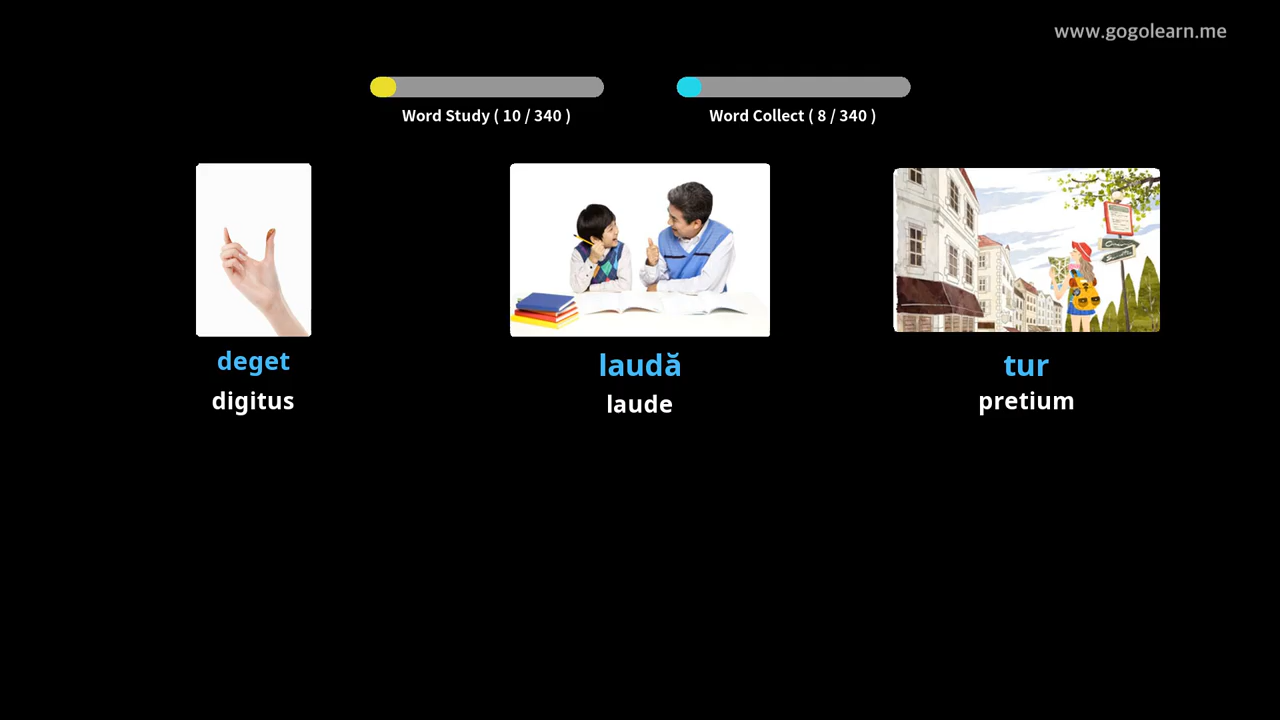 www.gogolearn.me
Word Study ( 10 / 340 )
Word Collect ( 8 / 340 )
deget
digitus
laudă
laude
tur
pretium